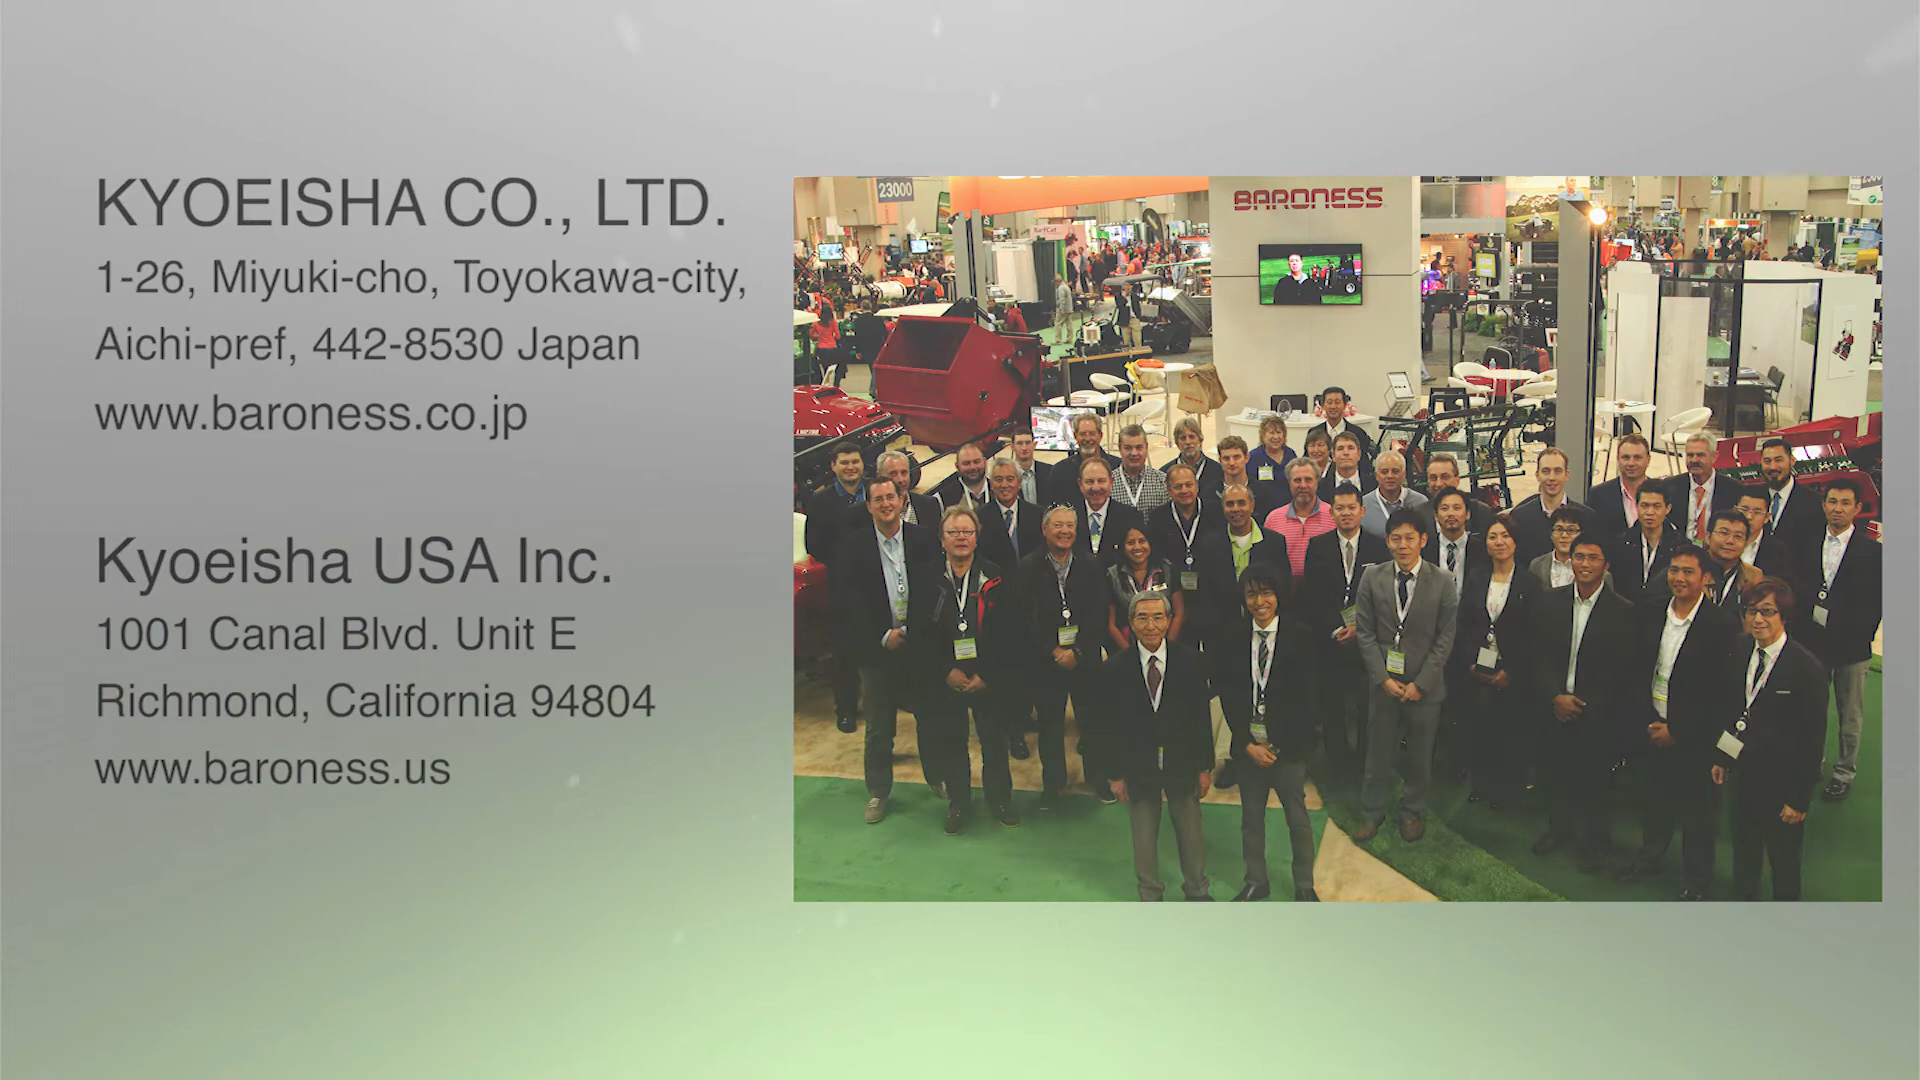 KYOEISHA CO., LTD.
1-26, Miyuki-cho, Toyokawa-city,
Aichi-pref, 442-8530 Japan
www.baroness.co.jp
Kyoeisha USA Inc.
1001 Canal Blvd. Unit E
Richmond, California 94804
www.baroness.us
23000
BARONESS